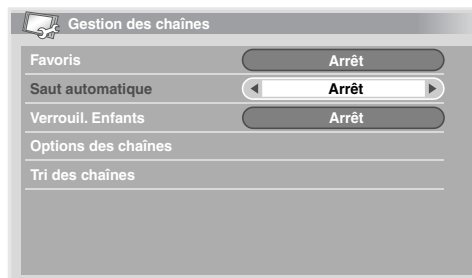 Gestion des chaînes
Favoris Arrêt
Saut automatique Arrêt
Verrouil. Enfants Arrêt
Options des chaînes
Tri des chaînes